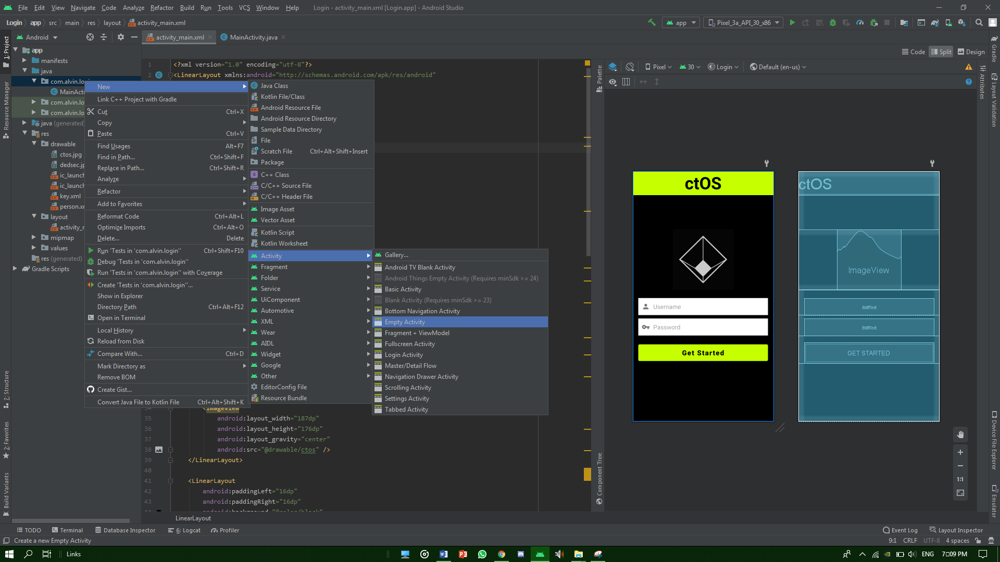 File Edit View Navigate Code Analyze Refactor Build Run Tools VCS Window Help Login - activity_main.xml [Login.app] - Android Studio
Login app src main res layout activity_main.xml
app Pixel_3a_API_30_x86
Android
activity_main.xml MainActivity.java
Code Split Design
1: Project
Resource Manager
7: Structure
2: Favorites
Build Variants
app
manifests
java
com.alvin.lo
MainActi
com.alvin.lo
com.alvin.lo
java (generated)
res
drawable
ctos.jpg
dedsec.jp
ic_launch
ic_launch
key.xml
person.xm
layout
activity_
mipmap
values
res (generated)
Gradle Scripts
1 <?xml version="1.0" encoding="utf-8"?>
2 <LinearLayout xmlns:android="http://schemas.android.com/apk/res/android"
New
Link C++ Project with Gradle
Cut Ctrl+X
Copy
Paste Ctrl+V
Find Usages Alt+F7
Find in Path... Ctrl+Shift+F
Replace in Path... Ctrl+Shift+R
Analyze
Refactor
Add to Favorites
Reformat Code Ctrl+Alt+L
Optimize Imports Ctrl+Alt+O
Delete... Delete
Run 'Tests in 'com.alvin.login'' Ctrl+Shift+F10
Debug 'Tests in 'com.alvin.login''
Run 'Tests in 'com.alvin.login'' with Coverage
Create 'Tests in 'com.alvin.login''...
Show in Explorer
Directory Path Ctrl+Alt+F12
Open in Terminal
Local History
Reload from Disk
Compare With... Ctrl+D
Mark Directory as
Remove BOM
Create Gist...
Convert Java File to Kotlin File Ctrl+Alt+Shift+K
Java Class
Kotlin File/Class
Android Resource File
Android Resource Directory
Sample Data Directory
File
Scratch File Ctrl+Alt+Shift+Insert
Package
C++ Class
C/C++ Source File
C/C++ Header File
Image Asset
Vector Asset
Kotlin Script
Kotlin Worksheet
Activity
Fragment
Folder
Service
UiComponent
Automotive
XML
Wear
AIDL
Widget
Google
Other
EditorConfig File
Resource Bundle
Gallery...
Android TV Blank Activity
Android Things Empty Activity (Requires minSdk >= 24)
Basic Activity
Blank Activity (Requires minSdk >= 23)
Bottom Navigation Activity
Empty Activity
Fragment + ViewModel
Fullscreen Activity
Login Activity
Master/Detail Flow
Navigation Drawer Activity
Scrolling Activity
Settings Activity
Tabbed Activity
34 <ImageView
35 android:layout_width="187dp"
36 android:layout_height="176dp"
37 android:layout_gravity="center"
38 android:src="@drawable/ctos" />
39 </LinearLayout>
40
41 <LinearLayout
42 android:paddingLeft="16dp"
43 android:paddingRight="16dp"
44 android:background="@color/black"
LinearLayout
Palette
Component Tree
Pixel 30 Login Default (en-us)
ctOS
Username
Password
Get Started
ctOS
ImageView
EditText
EditText
GET STARTED
1:1
Attributes
Gradle
Layout Validation
Device File Explorer
Emulator
TODO Terminal Database Inspector 6: Logcat Profiler Event Log Layout Inspector
Create a new Empty Activity 9:1 CRLF UTF-8 4 spaces
Links ENG 7:09 PM